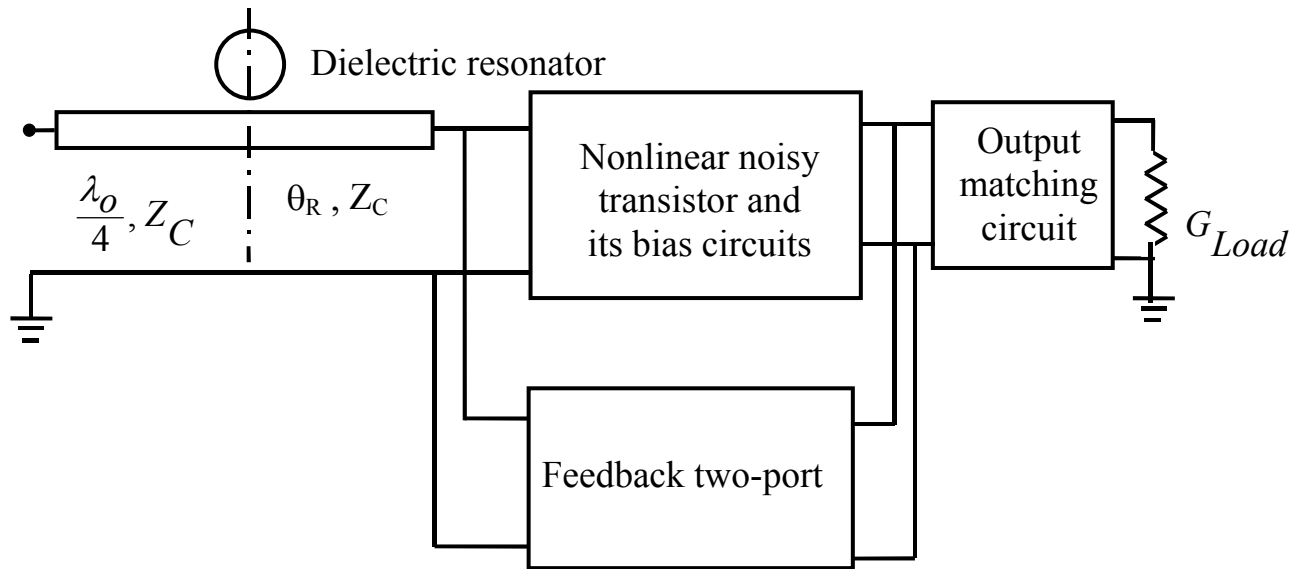 Dielectric resonator
λo/4, ZC
θR , ZC
Nonlinear noisy
transistor and
its bias circuits
Output
matching
circuit
GLoad
Feedback two-port